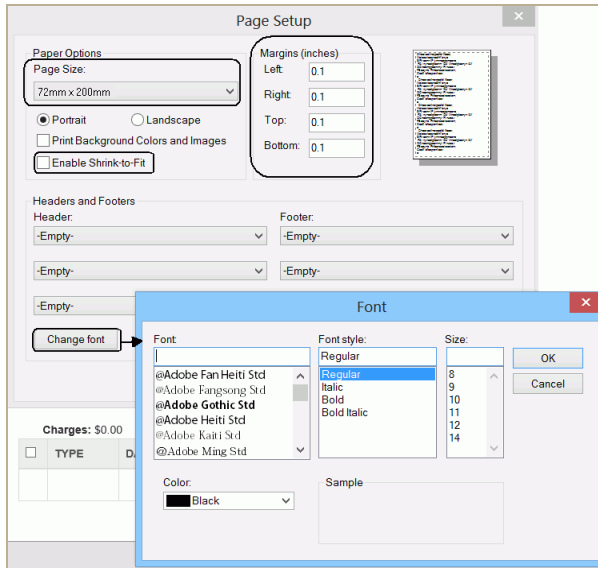 Page Setup
Paper Options
Page Size:
72mm x 200mm
Portrait
Landscape
Print Background Colors and Images
Enable Shrink-to-Fit
Margins (inches)
Left: 0.1
Right: 0.1
Top: 0.1
Bottom: 0.1
Headers and Footers
Header:
Footer:
-Empty-
-Empty-
-Empty-
-Empty-
-Empty-
Change font
Font
Font:
Font style:
Size:
Regular
OK
Cancel
@Adobe Fan Heiti Std
@Adobe Fangsong Std
@Adobe Gothic Std
@Adobe Heiti Std
@Adobe Kaiti Std
@Adobe Ming Std
Regular
Italic
Bold
Bold Italic
8
9
10
11
12
14
Color:
Black
Sample
Charges: $0.00
TYPE